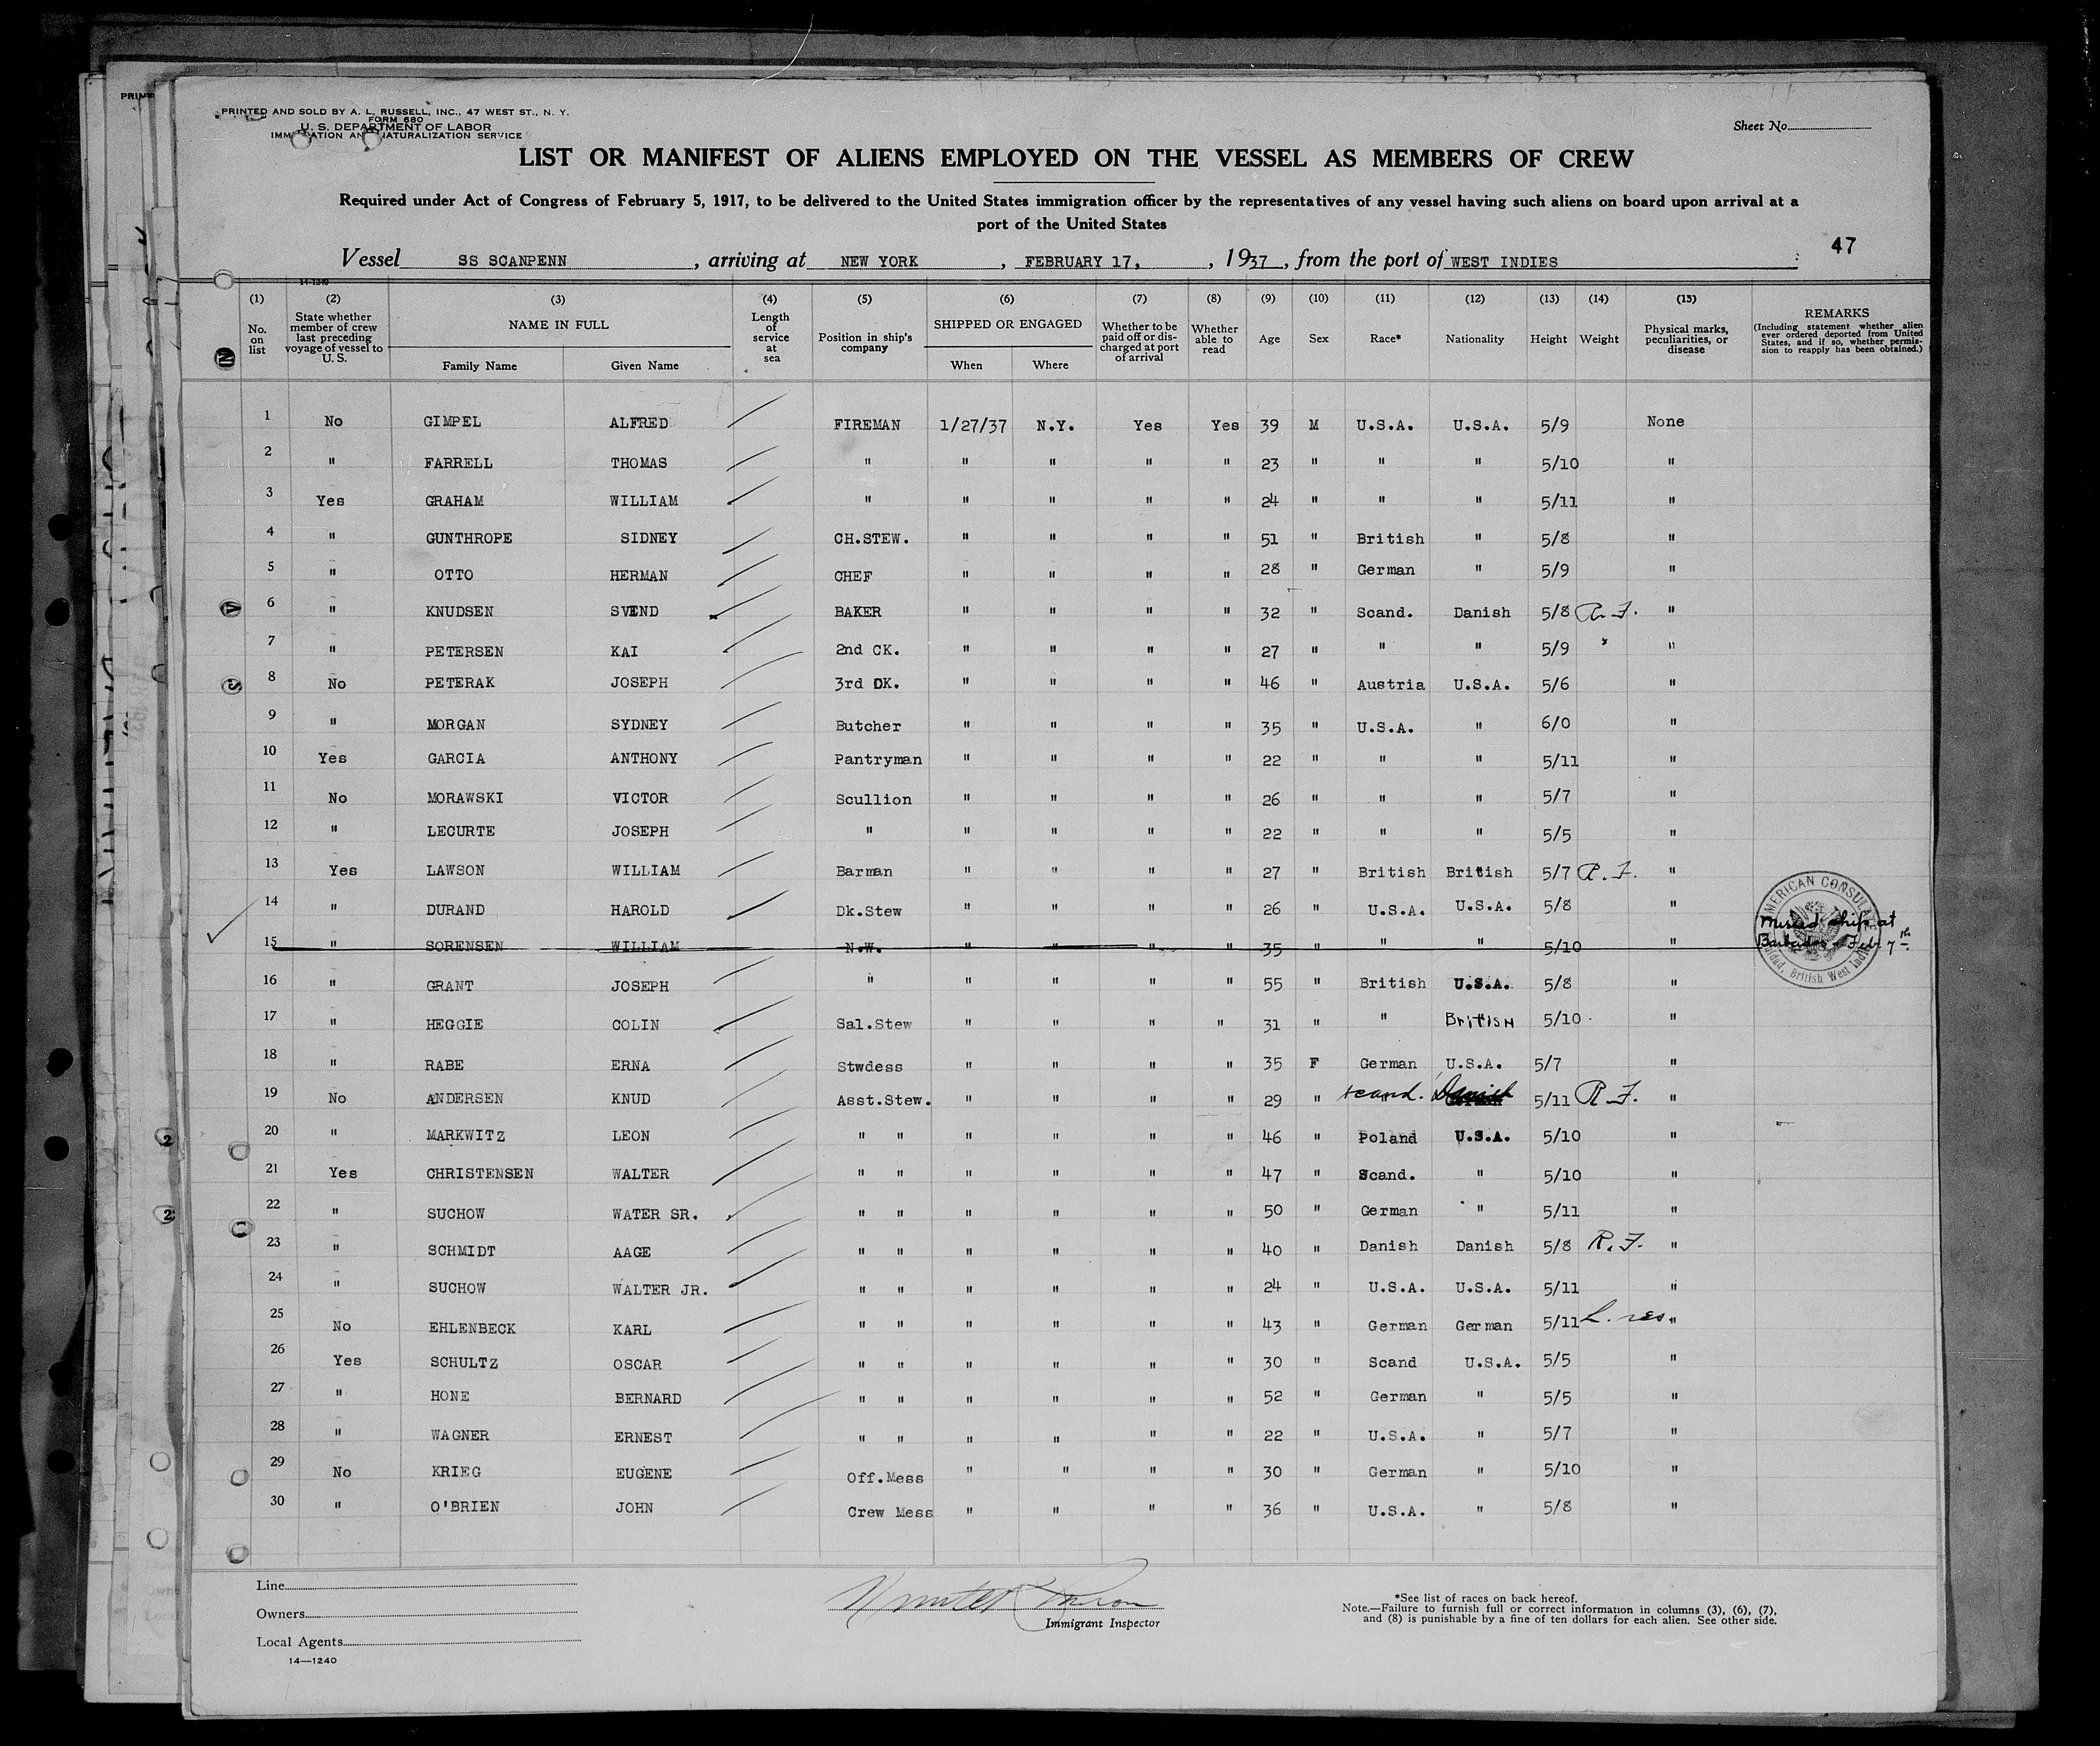 PRINTED AND SOLD BY A. L. RUSSELL, INC., 47 WEST ST., N. Y.
FORM 680
U. S. DEPARTMENT OF LABOR
IMMIGRATION AND NATURALIZATION SERVICE
Sheet No.
LIST OR MANIFEST OF ALIENS EMPLOYED ON THE VESSEL AS MEMBERS OF CREW
Required under Act of Congress of February 5, 1917, to be delivered to the United States immigration officer by the representatives of any vessel having such aliens on board upon arrival at a
port of the United States
47
Vessel SS SCANPENN, arriving at NEW YORK, FEBRUARY 17, , 1937, from the port of WEST INDIES
14-1240
(1) No. on list (2) State whether member of crew last preceding voyage of vessel to U. S. (3) NAME IN FULL Family Name Given Name (4) Length of service at sea (5) Position in ship's company (6) SHIPPED OR ENGAGED When Where (7) Whether to be paid off or discharged at port of arrival (8) Whether able to read (9) Age (10) Sex (11) Race* (12) Nationality (13) Height (14) Weight (15) Physical marks, peculiarities, or disease REMARKS (Including statement whether alien ever ordered deported from United States, and if so, whether permission to reapply has been obtained.)
1 No GIMPEL ALFRED FIREMAN 1/27/37 N.Y. Yes Yes 39 M U.S.A. U.S.A. 5/9 None
2 " FARRELL THOMAS " " " " " 23 " " " 5/10 "
3 Yes GRAHAM WILLIAM " " " " " 24 " " " 5/11 "
4 " GUNTHROPE SIDNEY CH.STEW. " " " " 51 " British " 5/8 "
5 " OTTO HERMAN CHEF " " " " 28 " German " 5/9 "
6 " KNUDSEN SVEND BAKER " " " " 32 " Scand. Danish 5/8 R.F. "
7 " PETERSEN KAI 2nd CK. " " " " 27 " " " 5/9 " "
8 No PETERAK JOSEPH 3rd DK. " " " " 46 " Austria U.S.A. 5/6 "
9 " MORGAN SYDNEY Butcher " " " " 35 " U.S.A. " 6/0 "
10 Yes GARCIA ANTHONY Pantryman " " " " 22 " " " 5/11 "
11 No MORAWSKI VICTOR Scullion " " " " 26 " " " 5/7 "
12 " LECURTE JOSEPH " " " " " 22 " " " 5/5 "
13 Yes LAWSON WILLIAM Barman " " " " 27 " British British 5/7 R.F. "
14 " DURAND HAROLD Dk.Stew " " " " 26 " U.S.A. U.S.A. 5/8 "
15 " SORENSEN WILLIAM N.W. " " " " 35 " " " 5/10 " Missed ship at Barbados - Feb. 7th
AMERICAN CONSULATE Trinidad, British West Indies
16 " GRANT JOSEPH " " " " " 55 " British U.S.A. 5/8 "
17 " HEGGIE COLIN Sal.Stew " " " " 31 " " British 5/10 "
18 " RABE ERNA Stwdess " " " " 35 F German U.S.A. 5/7 "
19 No ANDERSEN KNUD Asst.Stew. " " " " 29 " scand. Danish 5/11 R.F. "
20 " MARKWITZ LEON " " " " " " 46 " Poland U.S.A. 5/10 "
21 Yes CHRISTENSEN WALTER " " " " " " 47 " Scand. " 5/10 "
22 " SUCHOW WATER SR. " " " " " " 50 " German " 5/11 "
23 " SCHMIDT AAGE " " " " " " 40 " Danish Danish 5/8 R.F. "
24 " SUCHOW WALTER JR. " " " " " " 24 " U.S.A. U.S.A. 5/11 "
25 No EHLENBECK KARL " " " " " " 43 " German German 5/11 L. res "
26 Yes SCHULTZ OSCAR " " " " " " 30 " Scand U.S.A. 5/5 "
27 " HONE BERNARD " " " " " " 52 " German " 5/5 "
28 " WAGNER ERNEST " " " " " " 22 " U.S.A. " 5/7 "
29 No KRIEG EUGENE Off.Mess " " " " 30 " German " 5/10 "
30 " O'BRIEN JOHN Crew Mess " " " " 36 " U.S.A. " 5/8 "
Line
Owners
Local Agents
14—1240
Immigrant Inspector
*See list of races on back hereof.
Note.—Failure to furnish full or correct information in columns (3), (6), (7),
and (8) is punishable by a fine of ten dollars for each alien. See other side.